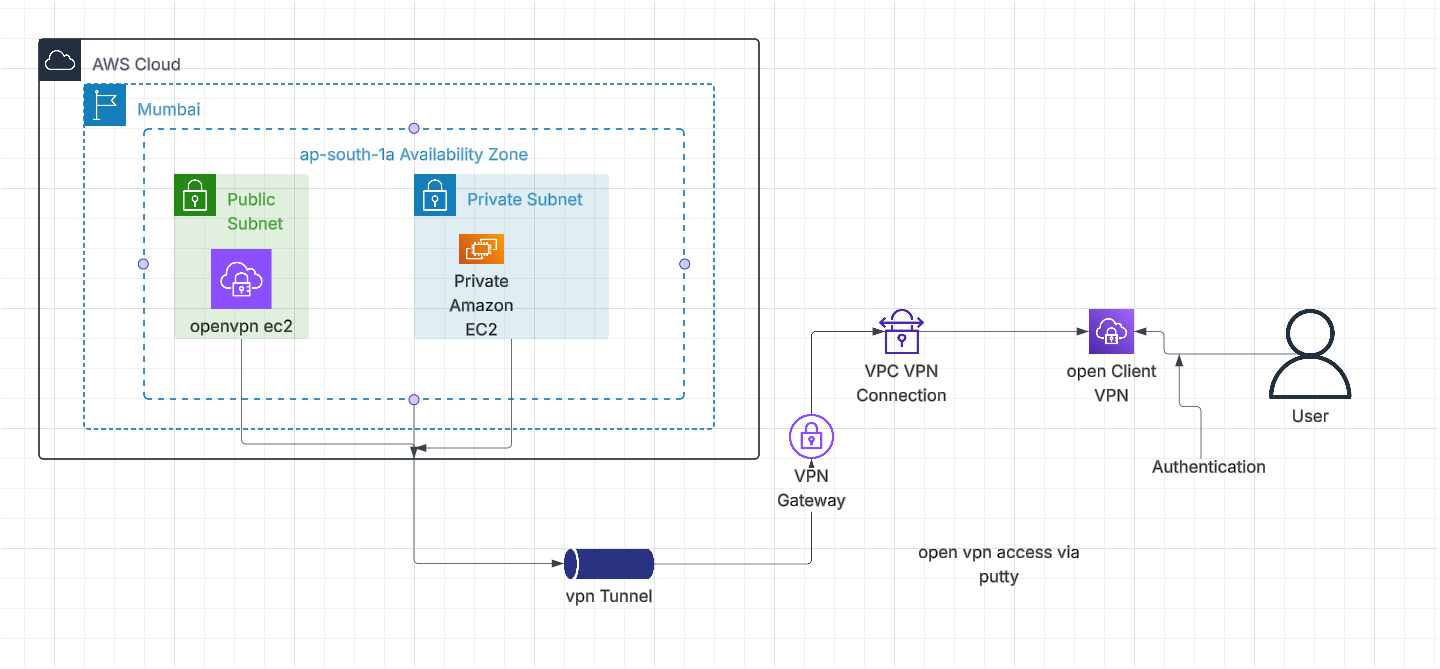 AWS Cloud
Mumbai
ap-south-1a Availability Zone
Public
Subnet
Private Subnet
openvpn ec2
Private
Amazon
EC2
VPC VPN
Connection
open Client
VPN
User
VPN
Gateway
Authentication
open vpn access via
putty
vpn Tunnel